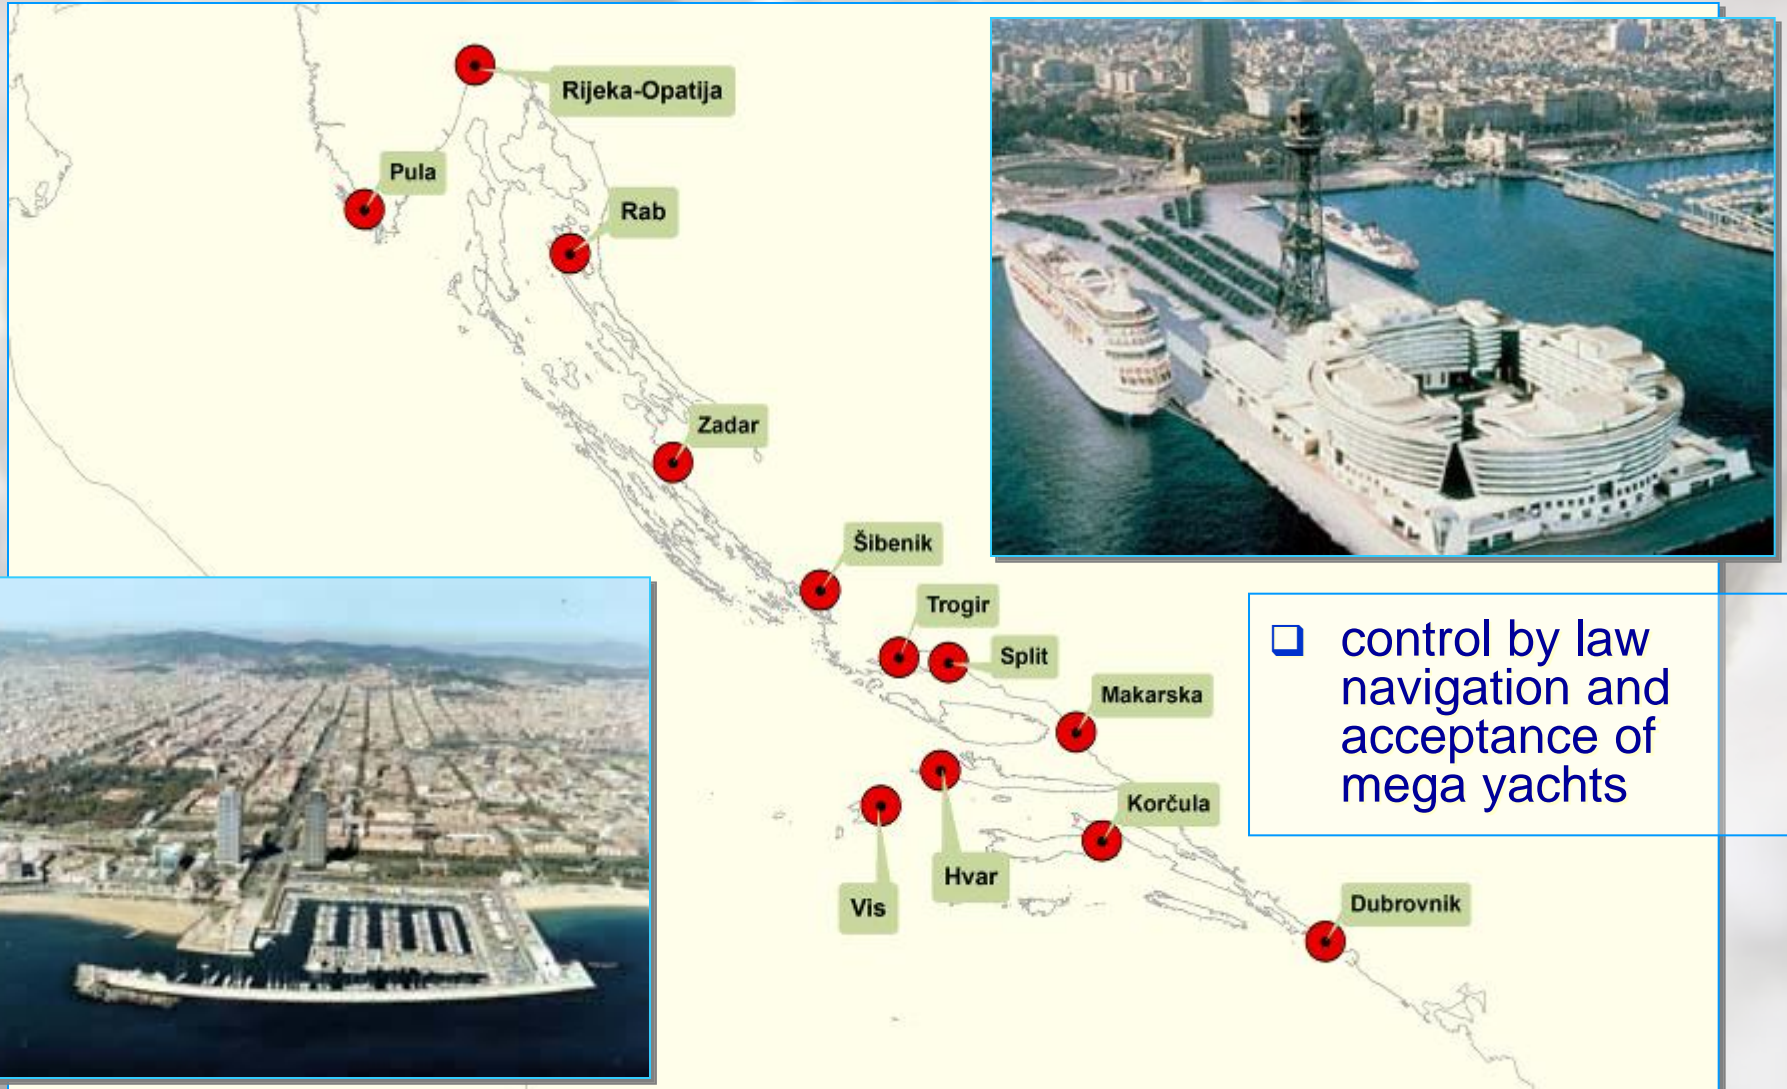 Rijeka-Opatija
Pula
Rab
Zadar
Šibenik
Trogir
Split
Makarska
Korčula
Hvar
Vis
Dubrovnik
control by law
navigation and
acceptance of
mega yachts